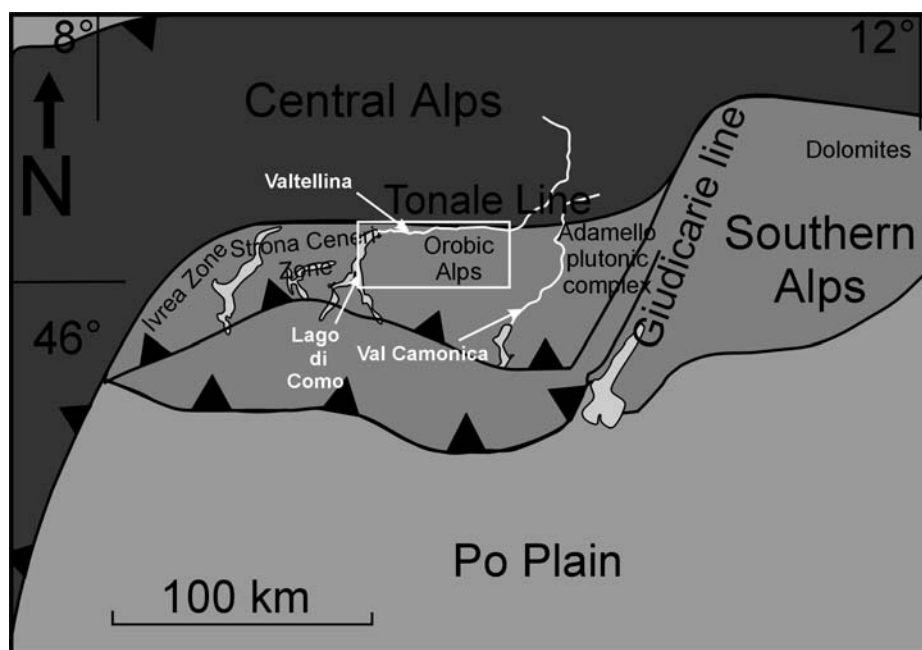 8°
12°
Central Alps
N
Dolomites
Valtellina
Tonale Line
Giudicarie line
Strona Ceneri
Zone
Ivrea Zone
Orobic
Alps
Adamello
plutonic
complex
Southern
Alps
46°
Lago
di
Como
Val Camonica
Po Plain
100 km